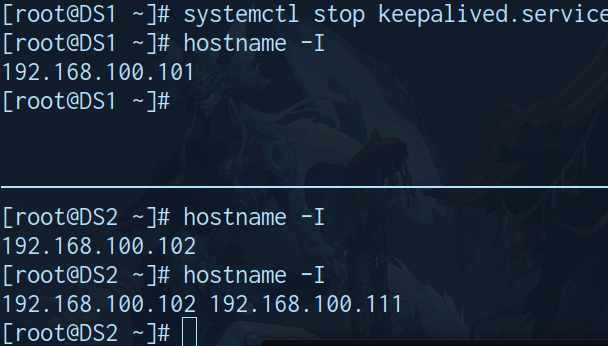 [root@DS1 ~]# systemctl stop keepalived.service
[root@DS1 ~]# hostname -I
192.168.100.101
[root@DS1 ~]#
[root@DS2 ~]# hostname -I
192.168.100.102
[root@DS2 ~]# hostname -I
192.168.100.102 192.168.100.111
[root@DS2 ~]#